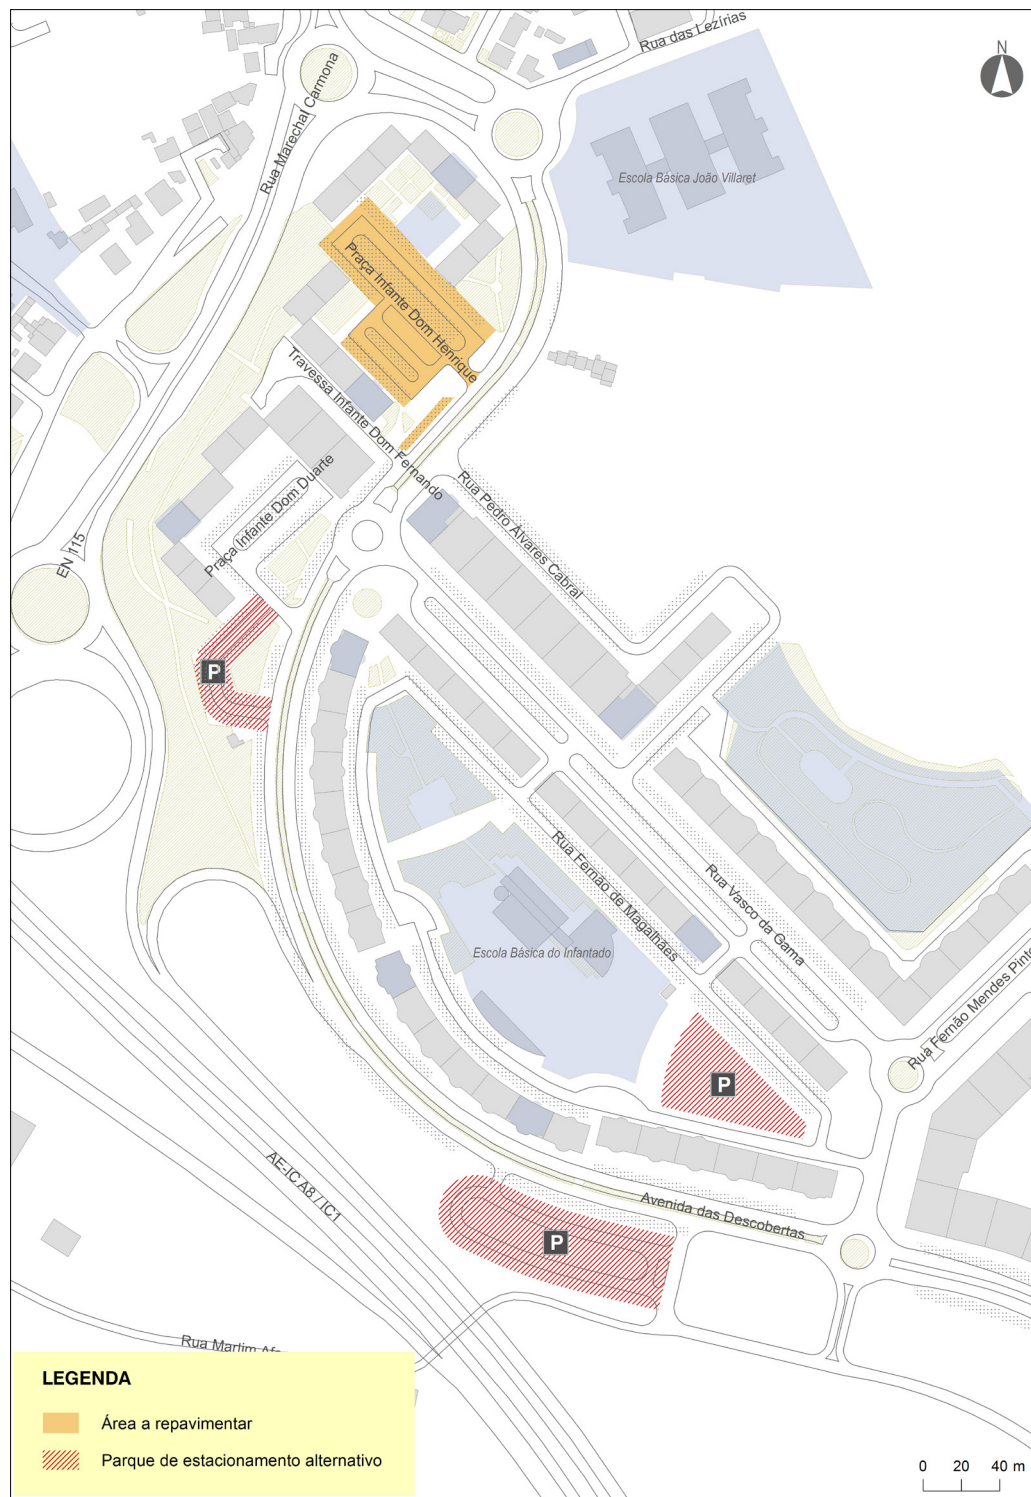 Rua das Lezírias
N
Rua Marechal Carmona
Escola Básica João Villaret
Praça Infante Dom Henrique
Travessa Infante Dom Fernando
Praça Infante Dom Duarte
Rua Pedro Álvares Cabral
EN 115
P
Rua Fernão de Magalhães
Rua Vasco da Gama
Escola Básica do Infantado
Rua Fernão Mendes Pinto
P
AE-IC A8 / IC1
Avenida das Descobertas
P
Rua Martim
LEGENDA
Área a repavimentar
Parque de estacionamento alternativo
0 20 40 m